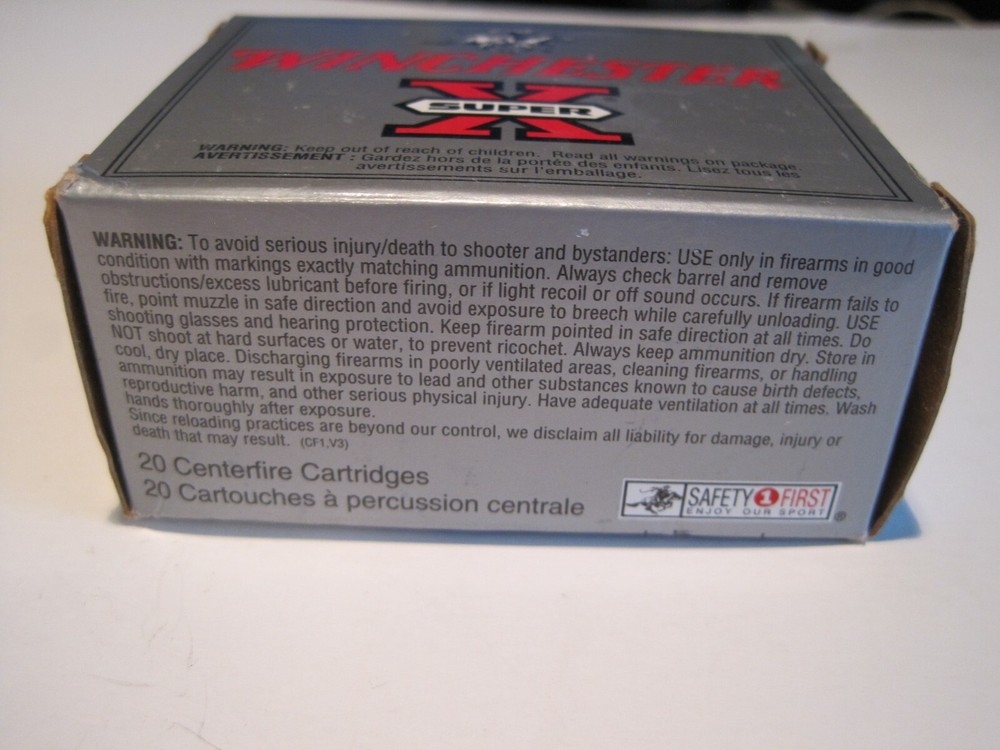 WINCHESTER
SUPER X
WARNING: Keep out of reach of children. Read all warnings on package
AVERTISSEMENT : Gardez hors de la portée des enfants. Lisez tous les
avertissements sur l'emballage.
WARNING: To avoid serious injury/death to shooter and bystanders: USE only in firearms in good
condition with markings exactly matching ammunition. Always check barrel and remove
obstructions/excess lubricant before firing, or if light recoil or off sound occurs. If firearm fails to
fire, point muzzle in safe direction and avoid exposure to breech while carefully unloading. USE
shooting glasses and hearing protection. Keep firearm pointed in safe direction at all times. Do
NOT shoot at hard surfaces or water, to prevent ricochet. Always keep ammunition dry. Store in
cool, dry place. Discharging firearms in poorly ventilated areas, cleaning firearms, or handling
ammunition may result in exposure to lead and other substances known to cause birth defects,
reproductive harm, and other serious physical injury. Have adequate ventilation at all times. Wash
hands thoroughly after exposure.
Since reloading practices are beyond our control, we disclaim all liability for damage, injury or
death that may result. (CF1,V3)
20 Centerfire Cartridges
20 Cartouches à percussion centrale
SAFETY 1 FIRST
ENJOY OUR SPORT ®